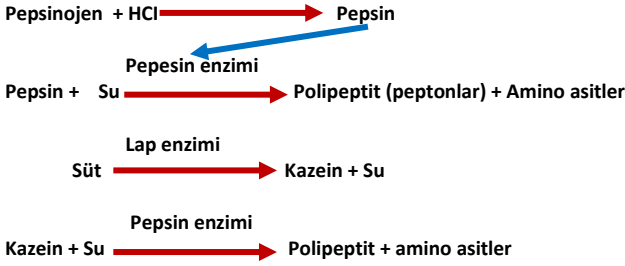 Pepsinojen + HCI Pepsin
Pepesin enzimi
Pepsin + Su Polipeptit (peptonlar) + Amino asitler
Lap enzimi
Süt Kazein + Su
Pepsin enzimi
Kazein + Su Polipeptit + amino asitler